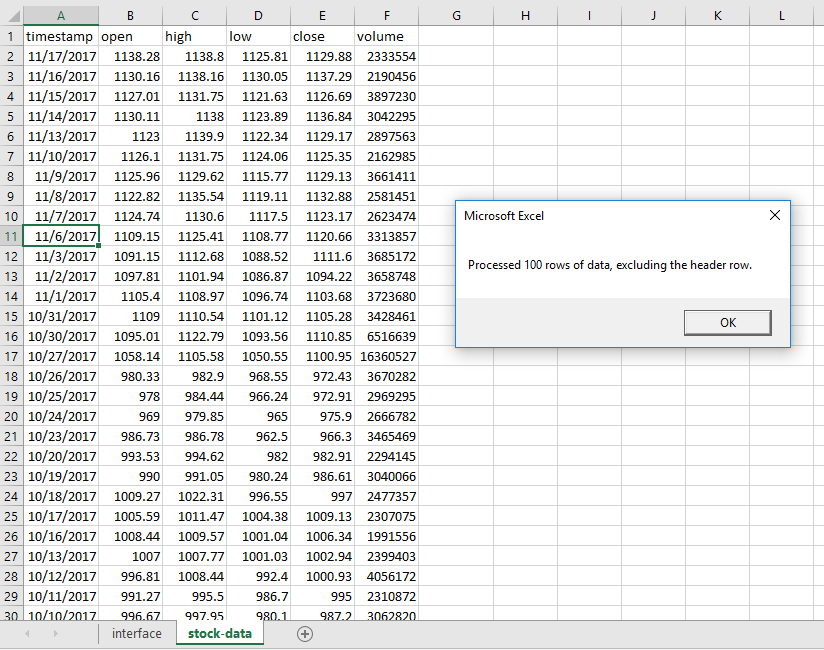 A B C D E F G H I J K L
1 timestamp open high low close volume
2 11/17/2017 1138.28 1138.8 1125.81 1129.88 2333554
3 11/16/2017 1130.16 1138.16 1130.05 1137.29 2190456
4 11/15/2017 1127.01 1131.75 1121.63 1126.69 3897230
5 11/14/2017 1130.11 1138 1123.89 1136.84 3042295
6 11/13/2017 1123 1139.9 1122.34 1129.17 2897563
7 11/10/2017 1126.1 1131.75 1124.06 1125.35 2162985
8 11/9/2017 1125.96 1129.62 1115.77 1129.13 3661411
9 11/8/2017 1122.82 1135.54 1119.11 1132.88 2581451
10 11/7/2017 1124.74 1130.6 1117.5 1123.17 2623474
11 11/6/2017 1109.15 1125.41 1108.77 1120.66 3313857
12 11/3/2017 1091.15 1112.68 1088.52 1111.6 3685172
13 11/2/2017 1097.81 1101.94 1086.87 1094.22 3658748
14 11/1/2017 1105.4 1108.97 1096.74 1103.68 3723680
15 10/31/2017 1109 1110.54 1101.12 1105.28 3428461
16 10/30/2017 1095.01 1122.79 1093.56 1110.85 6516639
17 10/27/2017 1058.14 1105.58 1050.55 1100.95 16360527
18 10/26/2017 980.33 982.9 968.55 972.43 3670282
19 10/25/2017 978 984.44 966.24 972.91 2969295
20 10/24/2017 969 979.85 965 975.9 2666782
21 10/23/2017 986.73 986.78 962.5 966.3 3465469
22 10/20/2017 993.53 994.62 982 982.91 2294145
23 10/19/2017 990 991.05 980.24 986.61 3040066
24 10/18/2017 1009.27 1022.31 996.55 997 2477357
25 10/17/2017 1005.59 1011.47 1004.38 1009.13 2307075
26 10/16/2017 1008.44 1009.57 1001.04 1006.34 1991556
27 10/13/2017 1007 1007.77 1001.03 1002.94 2399403
28 10/12/2017 996.81 1008.44 992.4 1000.93 4056172
29 10/11/2017 991.27 995.5 986.7 995 2310872
30 10/10/2017 996.67 997.95 980.1 987.2 3062820
Microsoft Excel
Processed 100 rows of data, excluding the header row.
OK
interface stock-data